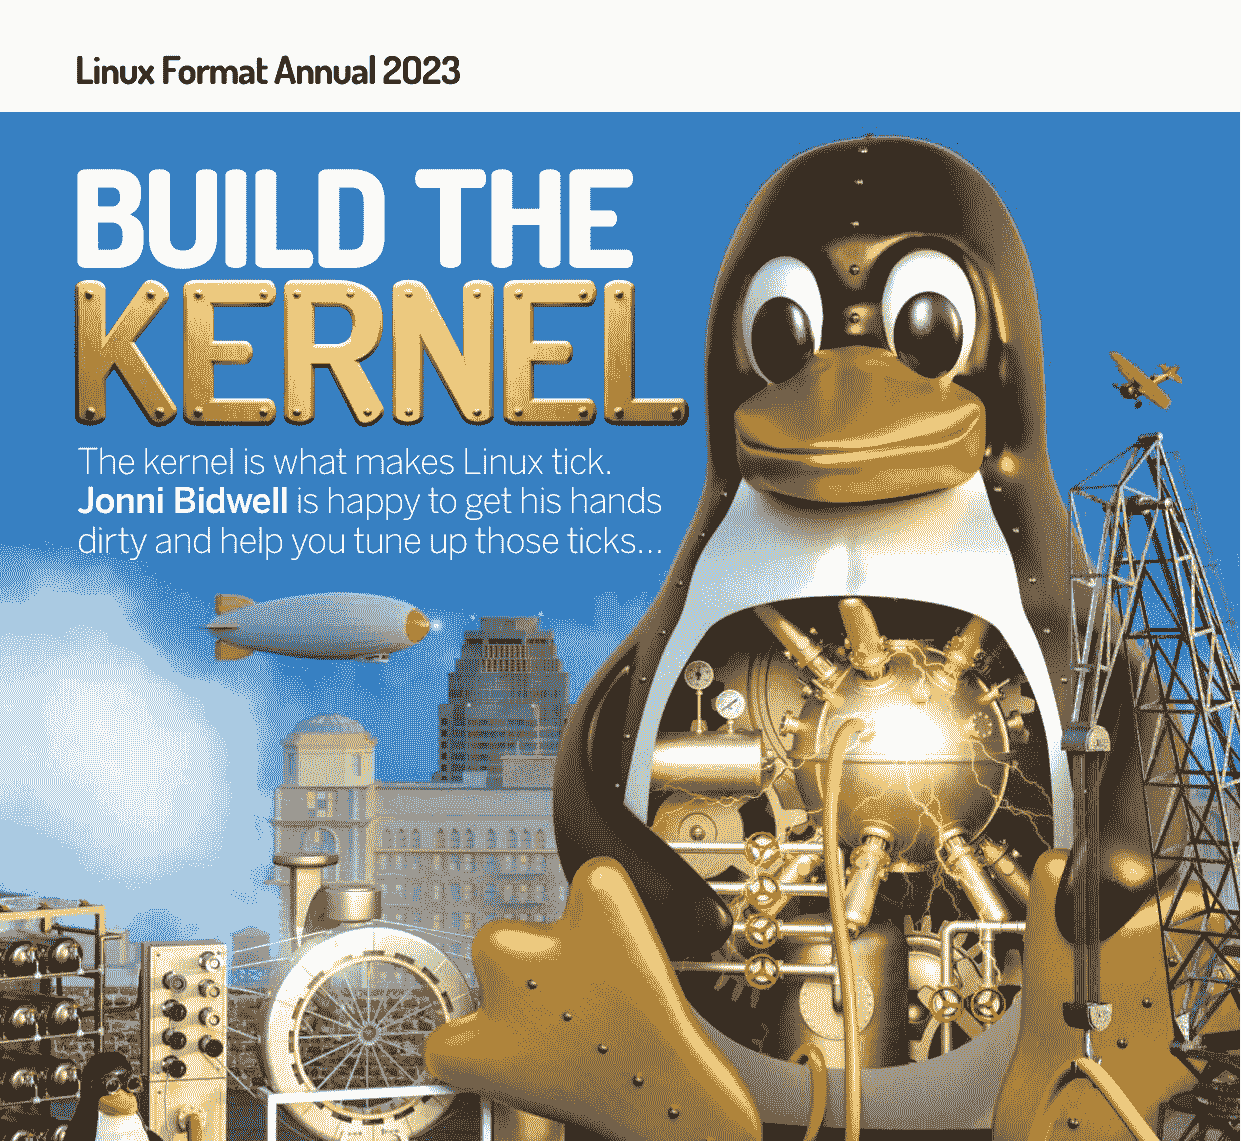 Linux Format Annual 2023
BUILD THE
KERNEL
The kernel is what makes Linux tick.
Jonni Bidwell is happy to get his hands
dirty and help you tune up those ticks...